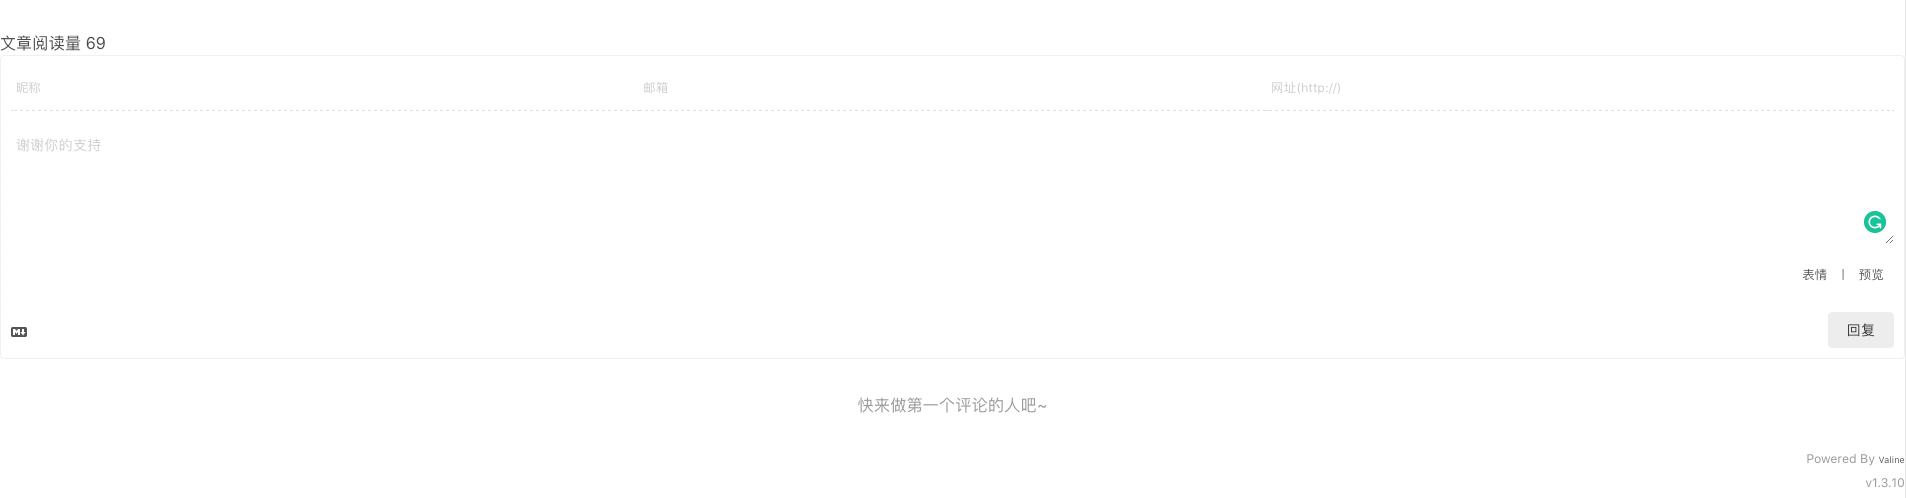 文章阅读量 69
昵称 邮箱 网址(http://)
谢谢你的支持
表情 | 预览
M↓ 回复
快来做第一个评论的人吧~
Powered By Valine
v1.3.10